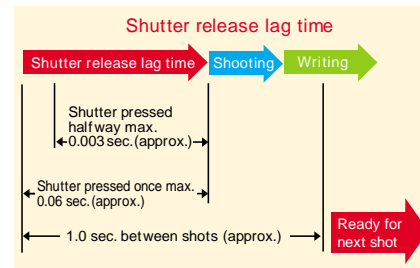 Shutter release lag time
Shutter release lag time Shooting Writing
Shutter pressed
halfway max.
0.003 sec.(approx.)
Shutter pressed once max.
0.06 sec.(approx.)
1.0 sec. between shots (approx.)
Ready for
next shot